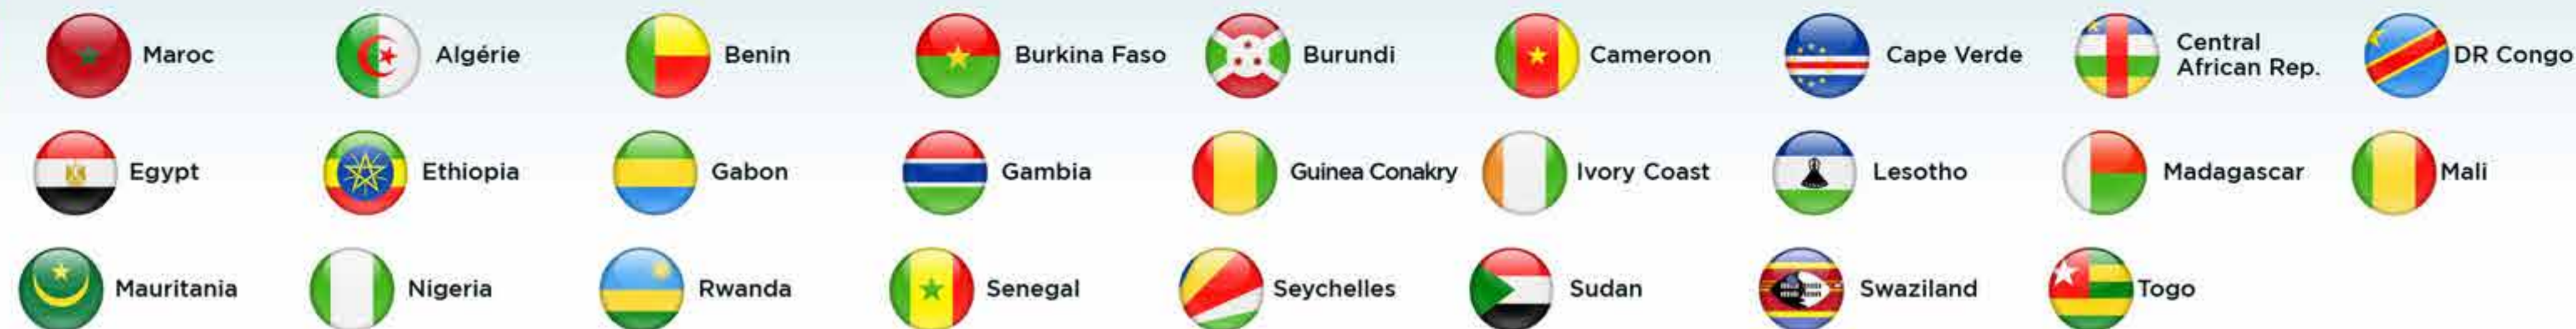 Maroc
Algérie
Benin
Burkina Faso
Burundi
Cameroon
Cape Verde
Central
African Rep.
DR Congo
Egypt
Ethiopia
Gabon
Gambia
Guinea Conakry
Ivory Coast
Lesotho
Madagascar
Mali
Mauritania
Nigeria
Rwanda
Senegal
Seychelles
Sudan
Swaziland
Togo